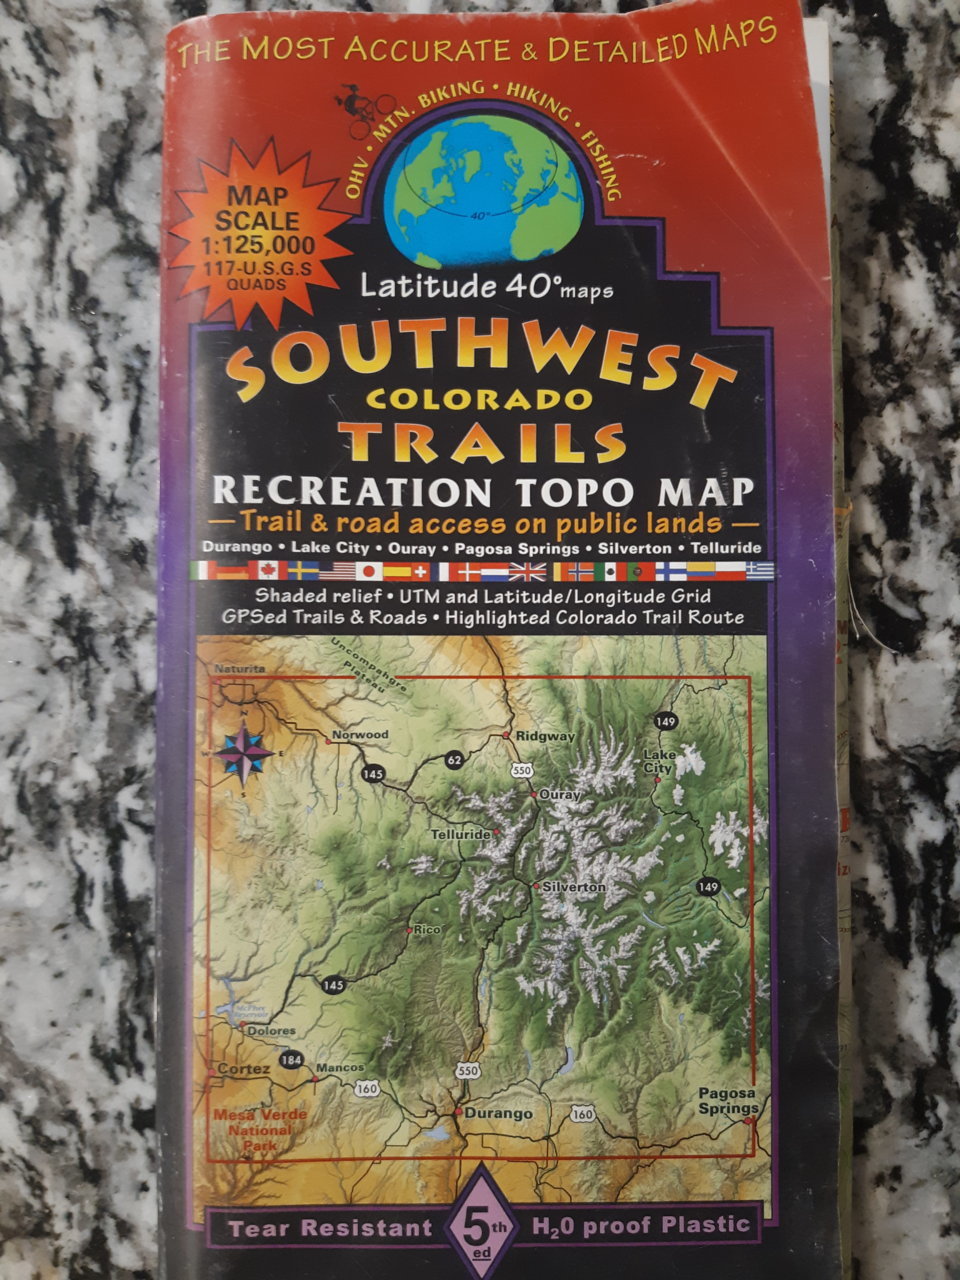 THE MOST ACCURATE & DETAILED MAPS
OHV • MTN. BIKING • HIKING • FISHING
40°
MAP
SCALE
1:125,000
117-U.S.G.S
QUADS
Latitude 40° maps
SOUTHWEST
COLORADO
TRAILS
RECREATION TOPO MAP
— Trail & road access on public lands —
Durango • Lake City • Ouray • Pagosa Springs • Silverton • Telluride
Shaded relief • UTM and Latitude/Longitude Grid
GPSed Trails & Roads • Highlighted Colorado Trail Route
Uncompahgre
Plateau
Naturita
N
E
S
W
Norwood
Ridgway
149
62
145
550
Lake
City
Ouray
Telluride
Silverton
149
Rico
145
McPhee
Reservoir
Dolores
184
Cortez
Mancos
160
550
Mesa Verde
National
Park
Durango
160
Pagosa
Springs
Tear Resistant
5th
ed
H20 proof Plastic